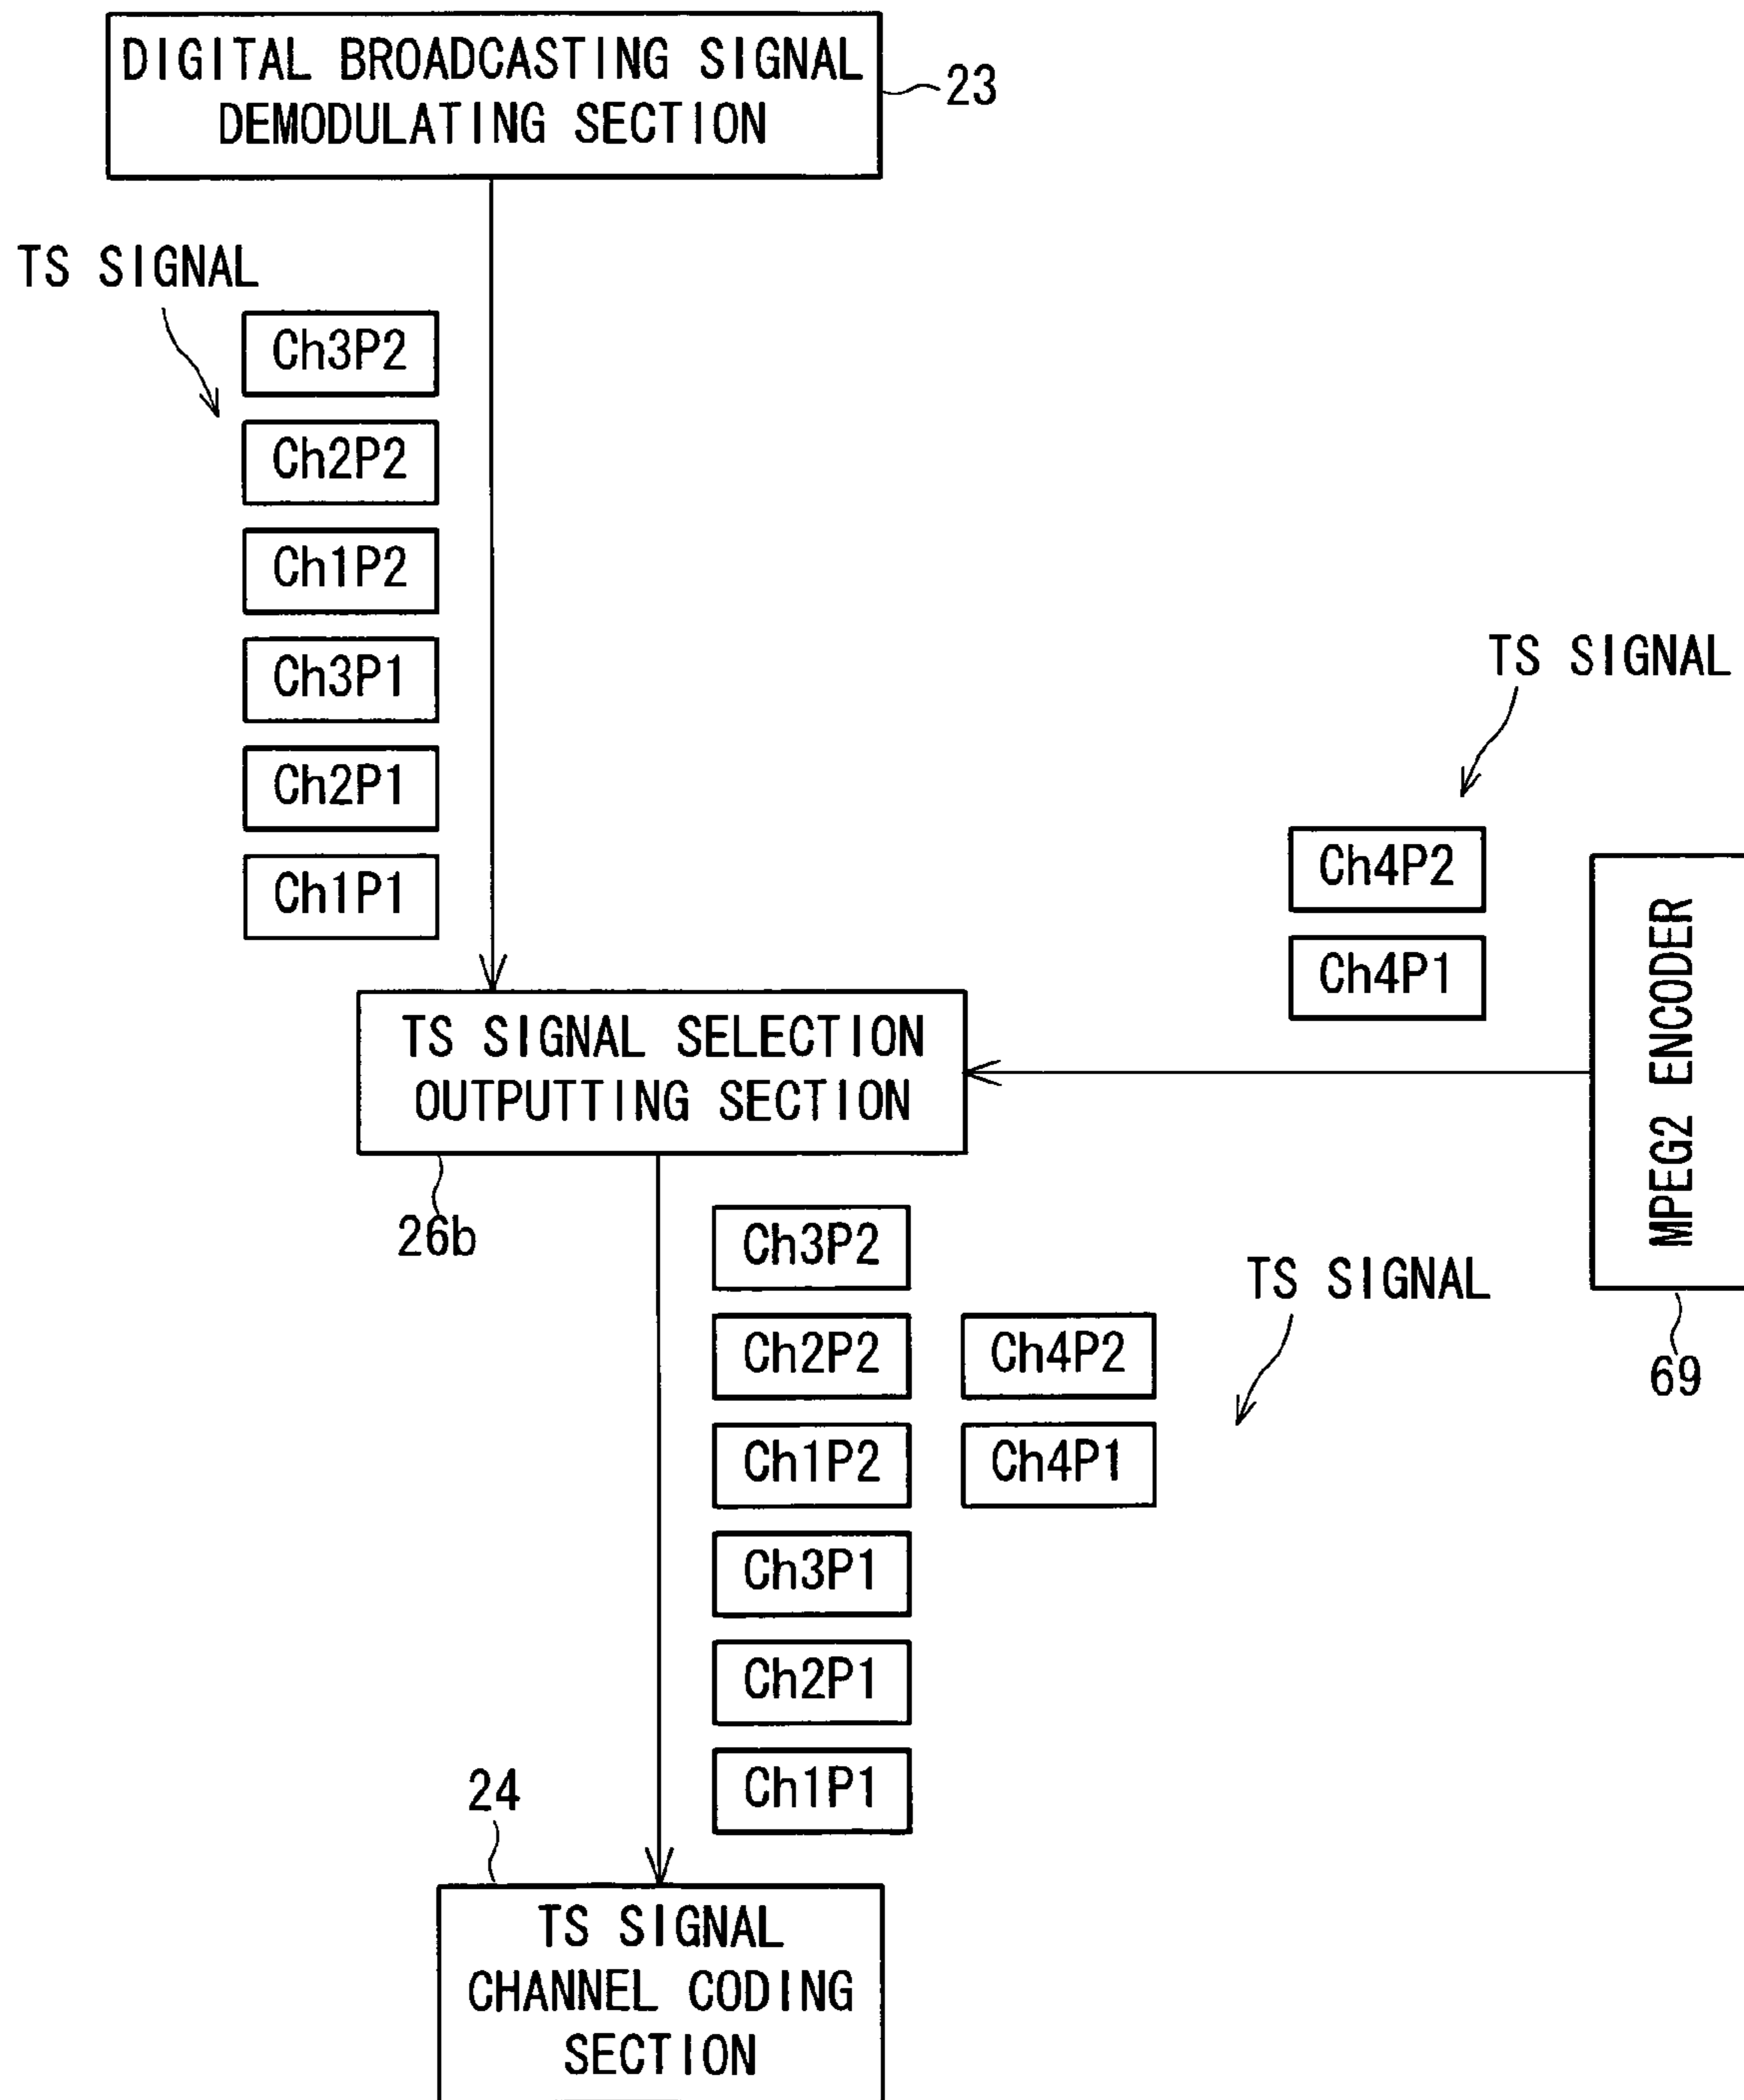 DIGITAL BROADCASTING SIGNAL
DEMODULATING SECTION
23
TS SIGNAL
Ch3P2
Ch2P2
Ch1P2
Ch3P1
Ch2P1
Ch1P1
TS SIGNAL
Ch4P2
Ch4P1
MPEG2 ENCODER
69
TS SIGNAL SELECTION
OUTPUTTING SECTION
26b
TS SIGNAL
Ch3P2
Ch2P2
Ch4P2
Ch1P2
Ch4P1
Ch3P1
Ch2P1
Ch1P1
24
TS SIGNAL
CHANNEL CODING
SECTION